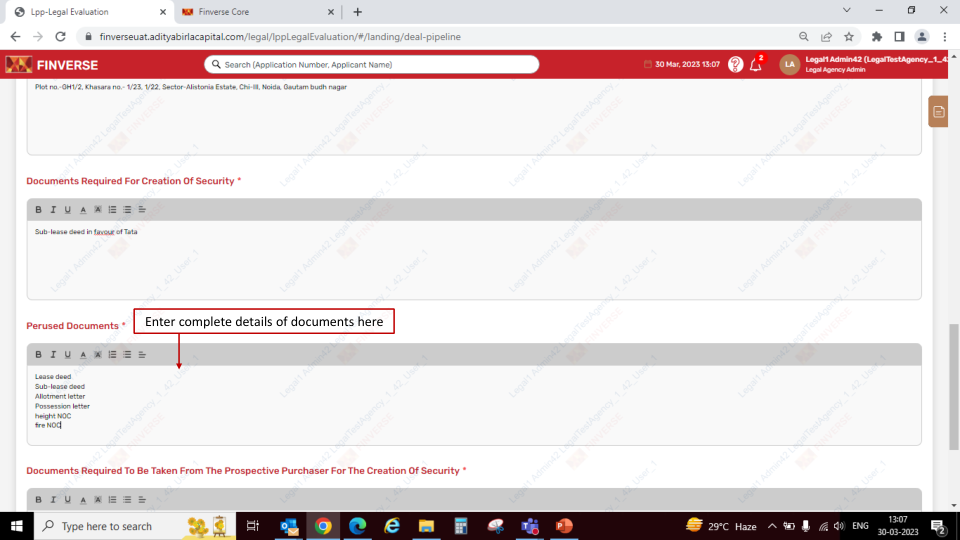 Lpp-Legal Evaluation
Finverse Core
finverseuat.adityabirlacapital.com/legal/lppLegalEvaluation/#/landing/deal-pipeline
FINVERSE
Search (Application Number, Applicant Name)
30 Mar, 2023 13:07
2
LA
Legal1 Admin42 (LegalTestAgency_1_4
Legal Agency Admin
Plot no.-GH1/2, Khasara no.- 1/23, 1/22, Sector-Alistonia Estate, Chi-III, Noida, Gautam budh nagar
Documents Required For Creation Of Security *
B I U A A
Sub-lease deed in favour of Tata
Perused Documents *
Enter complete details of documents here
B I U A A
Lease deed
Sub-lease deed
Allotment letter
Possession letter
height NOC
fire NOC
Documents Required To Be Taken From The Prospective Purchaser For The Creation Of Security *
B I U A A
Type here to search
29°C Haze
ENG
13:07
30-03-2023
2